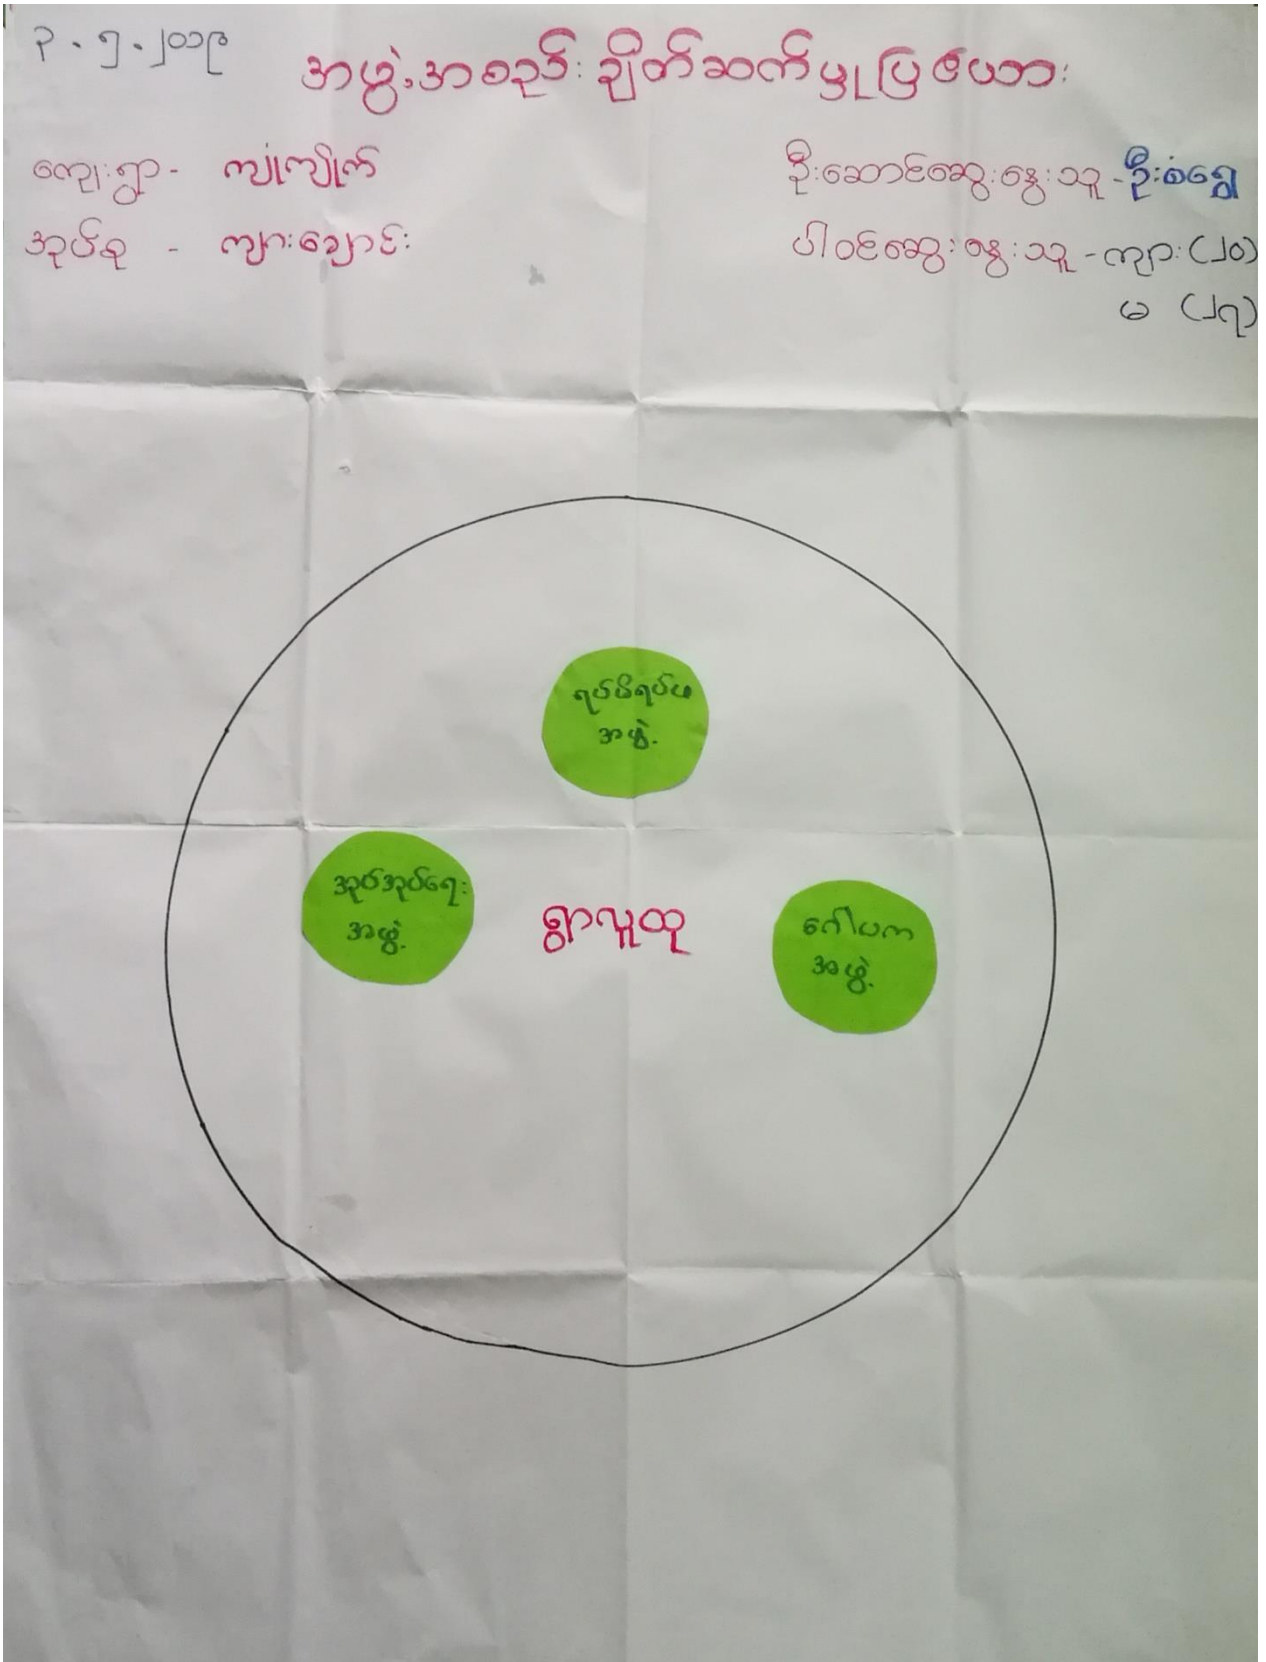 ၃.၅.၂၀၁၉
အဖွဲ့အစည်းချိတ်ဆက်မှုပြဇယား
ကျေးရွာ - ကျုံကျိုက်
အုပ်စု - ကျားချောင်း
ဦးဆောင်ဆွေးနွေးသူ - ဦးစံရွှေ
ပါဝင်ဆွေးနွေးသူ - ကျား (၂၀)
မ (၂၇)
ရပ်မိရပ်ဖ
အဖွဲ့
အုပ်အုပ်ရေး
အဖွဲ့
ရွာလူထု
ဂေါပက
အဖွဲ့